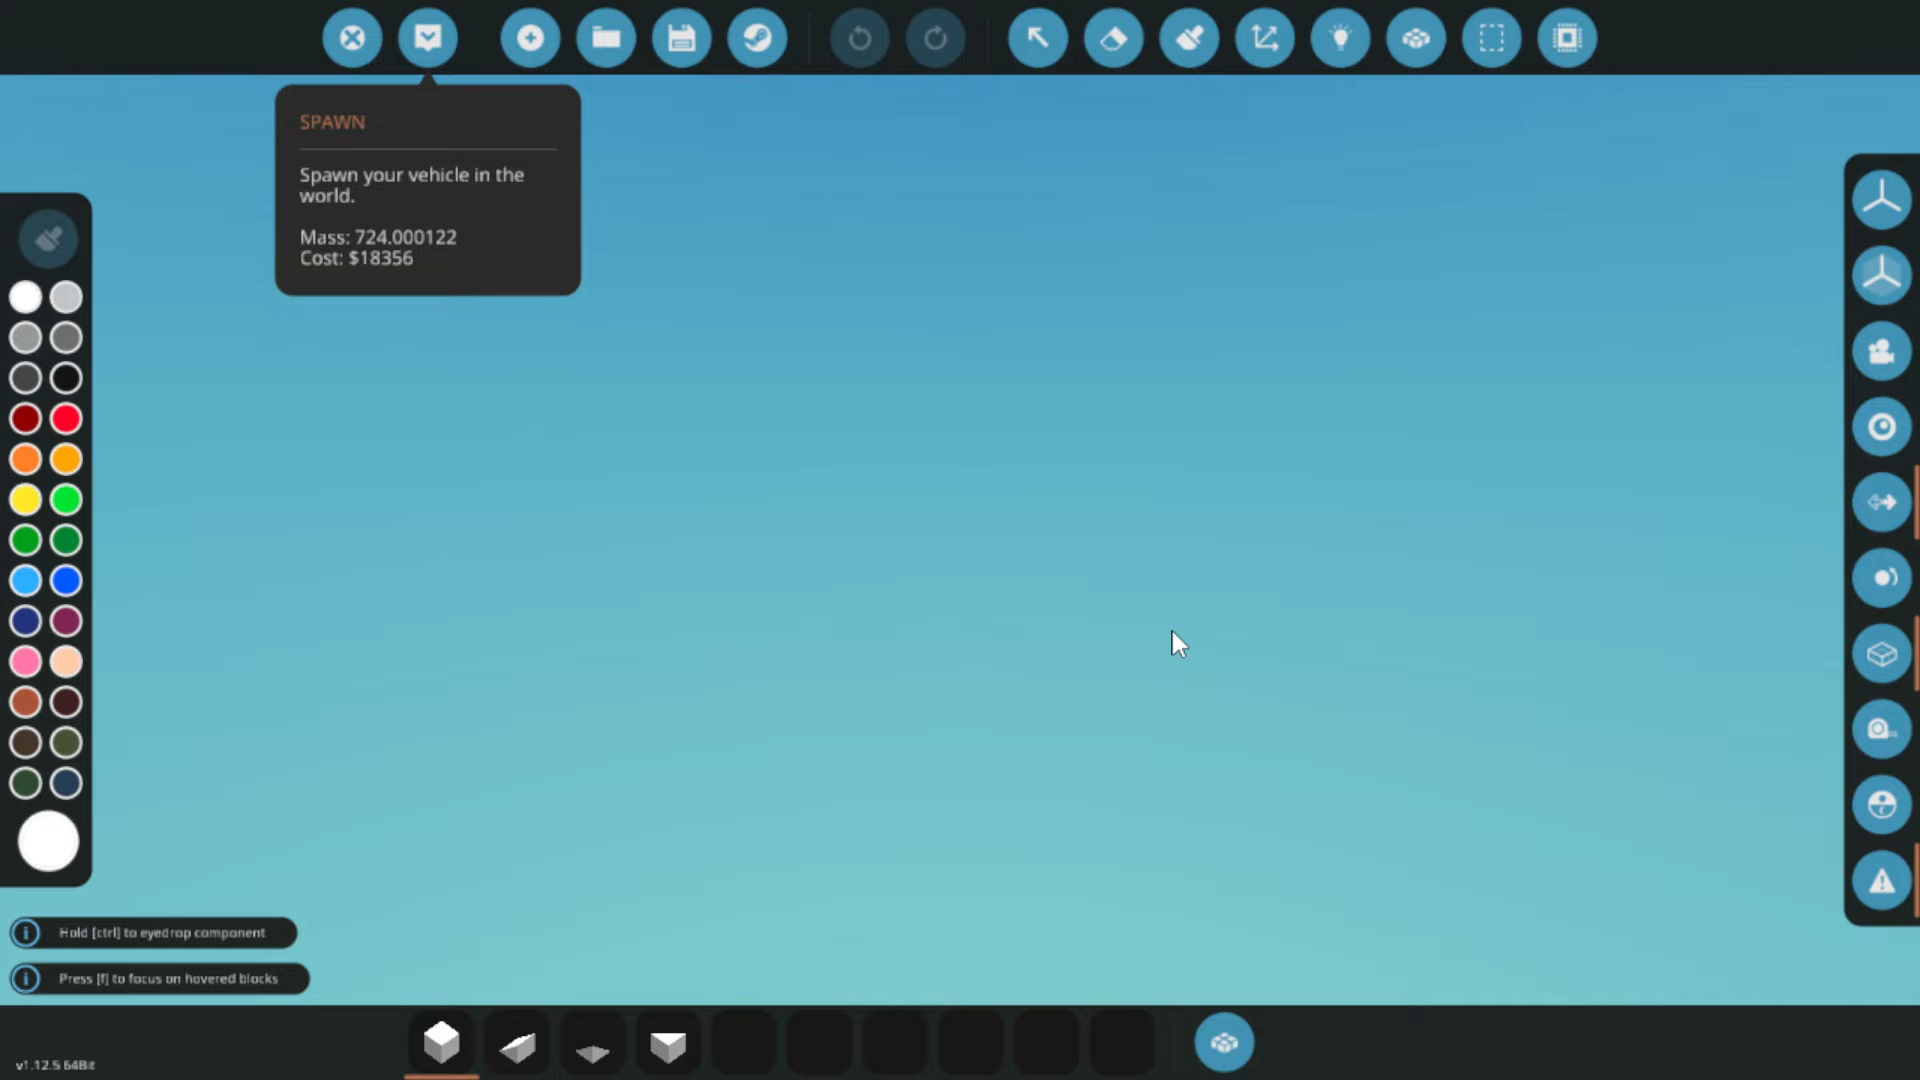 SPAWN
Spawn your vehicle in the
world.
Mass: 724.000122
Cost: $18356
Hold [ctrl] to eyedrop component
Press [f] to focus on hovered blocks
v1.12.5 64Bit